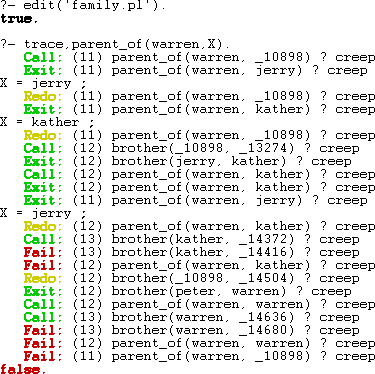 ?- edit('family.pl').
true.
?- trace,parent_of(warren,X).
Call: (11) parent_of(warren, _10898) ? creep
Exit: (11) parent_of(warren, jerry) ? creep
X = jerry ;
Redo: (11) parent_of(warren, _10898) ? creep
Exit: (11) parent_of(warren, kather) ? creep
X = kather ;
Redo: (11) parent_of(warren, _10898) ? creep
Call: (12) brother(_10898, _13274) ? creep
Exit: (12) brother(jerry, kather) ? creep
Call: (12) parent_of(warren, kather) ? creep
Exit: (12) parent_of(warren, kather) ? creep
Exit: (11) parent_of(warren, jerry) ? creep
X = jerry ;
Redo: (12) parent_of(warren, kather) ? creep
Call: (13) brother(kather, _14372) ? creep
Fail: (13) brother(kather, _14416) ? creep
Fail: (12) parent_of(warren, kather) ? creep
Redo: (12) brother(_10898, _14504) ? creep
Exit: (12) brother(peter, warren) ? creep
Call: (12) parent_of(warren, warren) ? creep
Call: (13) brother(warren, _14636) ? creep
Fail: (13) brother(warren, _14680) ? creep
Fail: (12) parent_of(warren, warren) ? creep
Fail: (11) parent_of(warren, _10898) ? creep
false.